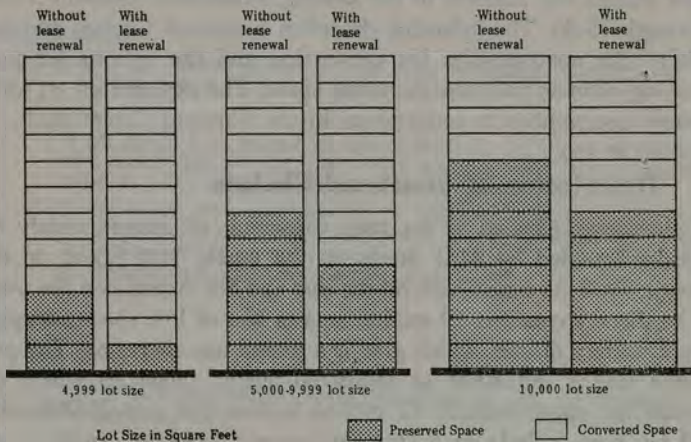 Without
lease
renewal
With
lease
renewal
Without
lease
renewal
With
lease
renewal
Without
lease
renewal
With
lease
renewal
4,999 lot size
5,000-9,999 lot size
10,000 lot size
Lot Size in Square Feet
Preserved Space
Converted Space